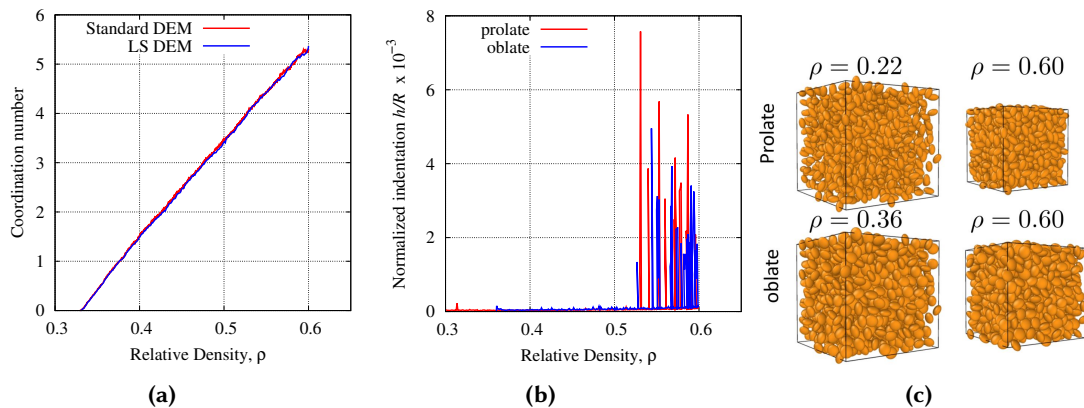 Standard DEM
LS DEM
Coordination number
6
5
4
3
2
1
0
0.3 0.4 0.5 0.6
Relative Density, ρ
(a)
prolate
oblate
Normalized indentation h/R x 10⁻³
8
6
4
2
0
0.3 0.4 0.5 0.6
Relative Density, ρ
(b)
ρ = 0.22 ρ = 0.60
Prolate
ρ = 0.36 ρ = 0.60
oblate
(c)